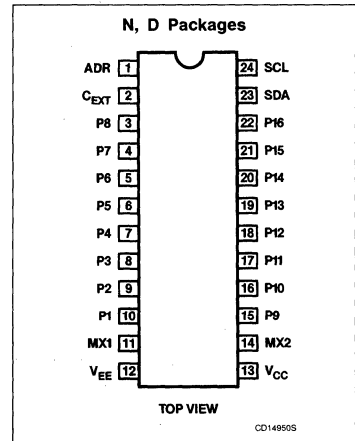 N, D Packages
ADR 1 24 SCL
C_EXT 2 23 SDA
P8 3 22 P16
P7 4 21 P15
P6 5 20 P14
P5 6 19 P13
P4 7 18 P12
P3 8 17 P11
P2 9 16 P10
P1 10 15 P9
MX1 11 14 MX2
V_EE 12 13 V_CC
TOP VIEW
CD14950S